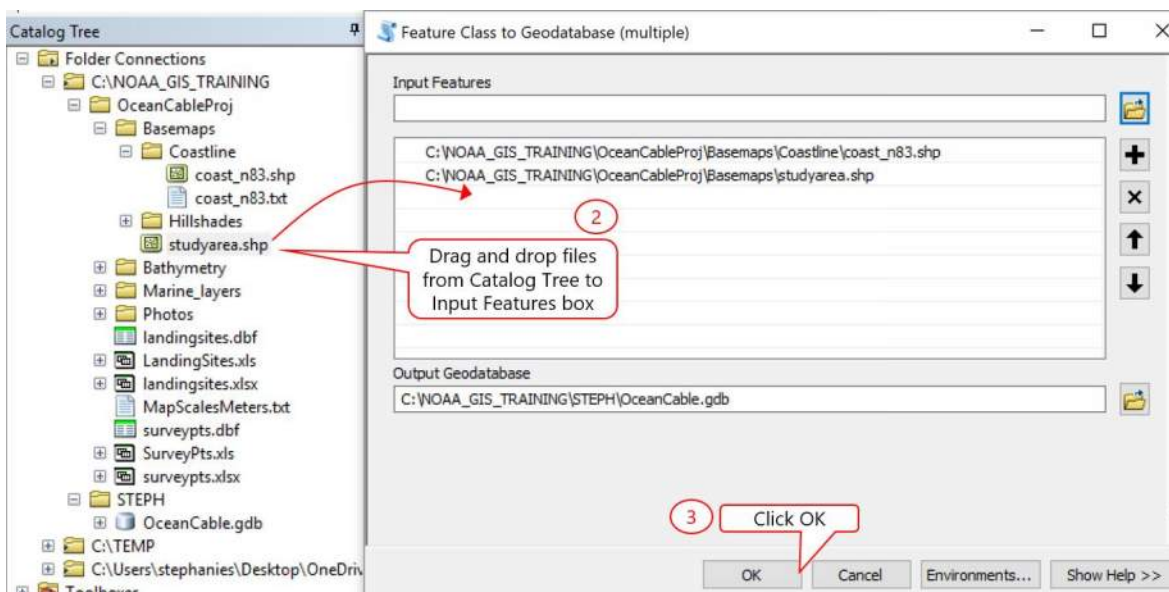 Catalog Tree
Folder Connections
C:\NOAA_GIS_TRAINING
OceanCableProj
Basemaps
Coastline
coast_n83.shp
coast_n83.txt
Hillshades
studyarea.shp
Bathymetry
Marine_layers
Photos
landingsites.dbf
LandingSites.xls
landingsites.xlsx
MapScalesMeters.txt
surveypts.dbf
SurveyPts.xls
surveypts.xlsx
STEPH
OceanCable.gdb
C:\TEMP
C:\Users\stephanies\Desktop\OneDriv
Toolboxes
Feature Class to Geodatabase (multiple)
Input Features
C:\NOAA_GIS_TRAINING\OceanCableProj\Basemaps\Coastline\coast_n83.shp
C:\NOAA_GIS_TRAINING\OceanCableProj\Basemaps\studyarea.shp
2
Drag and drop files
from Catalog Tree to
Input Features box
Output Geodatabase
C:\NOAA_GIS_TRAINING\STEPH\OceanCable.gdb
3
Click OK
OK Cancel Environments... Show Help >>